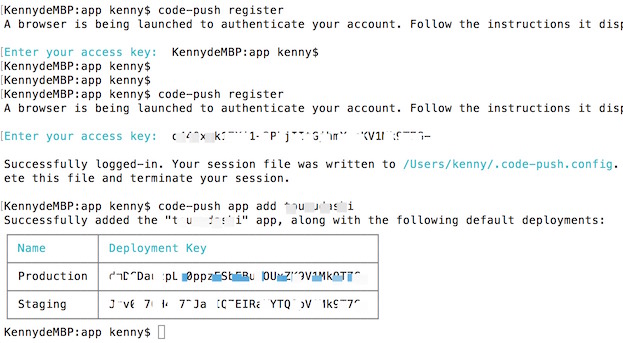 KennydeMBP:app kenny$ code-push register
A browser is being launched to authenticate your account. Follow the instructions it disp
Enter your access key:  KennydeMBP:app kenny$
KennydeMBP:app kenny$
KennydeMBP:app kenny$
KennydeMBP:app kenny$ code-push register
A browser is being launched to authenticate your account. Follow the instructions it disp
Enter your access key:
Successfully logged-in. Your session file was written to /Users/kenny/.code-push.config.
ete this file and terminate your session.
KennydeMBP:app kenny$ code-push app add
Successfully added the " " app, along with the following default deployments:
Name Deployment Key
Production
Staging
KennydeMBP:app kenny$